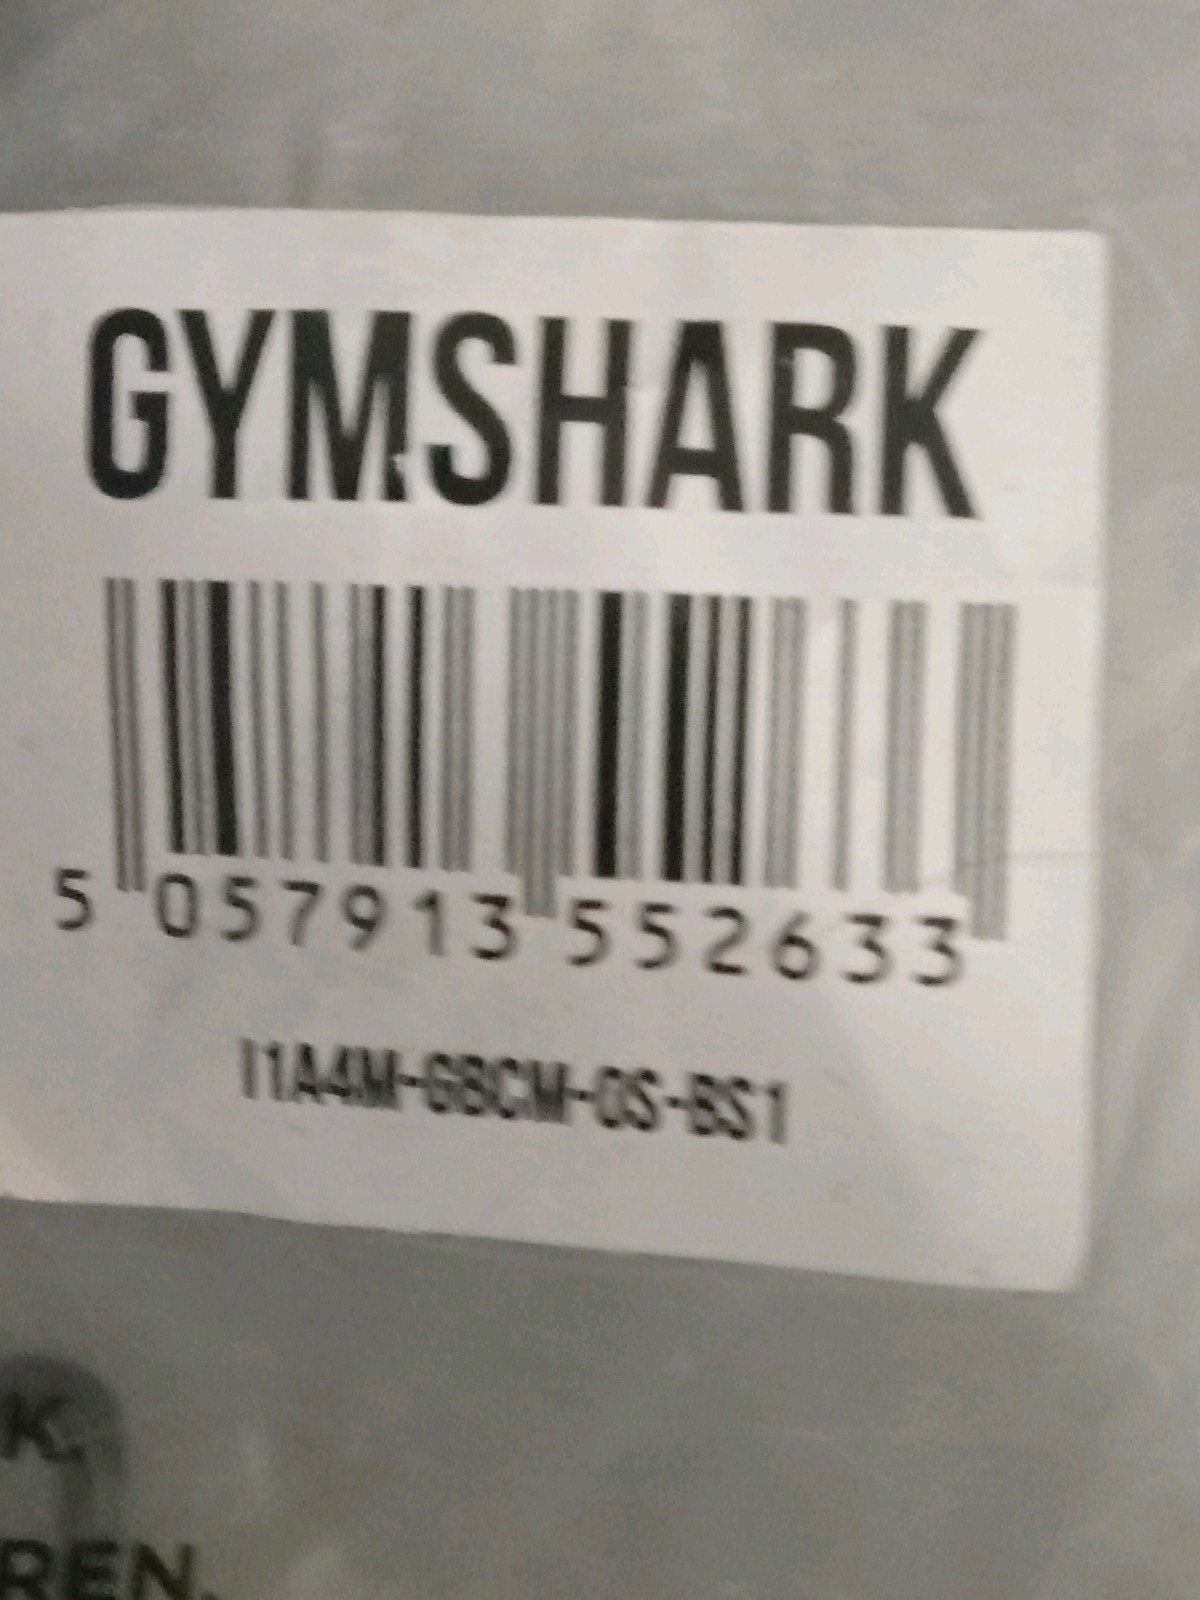 GYMSHARK
5 057913 552633
I1A4M-GBCM-OS-BS1
K.
REN.